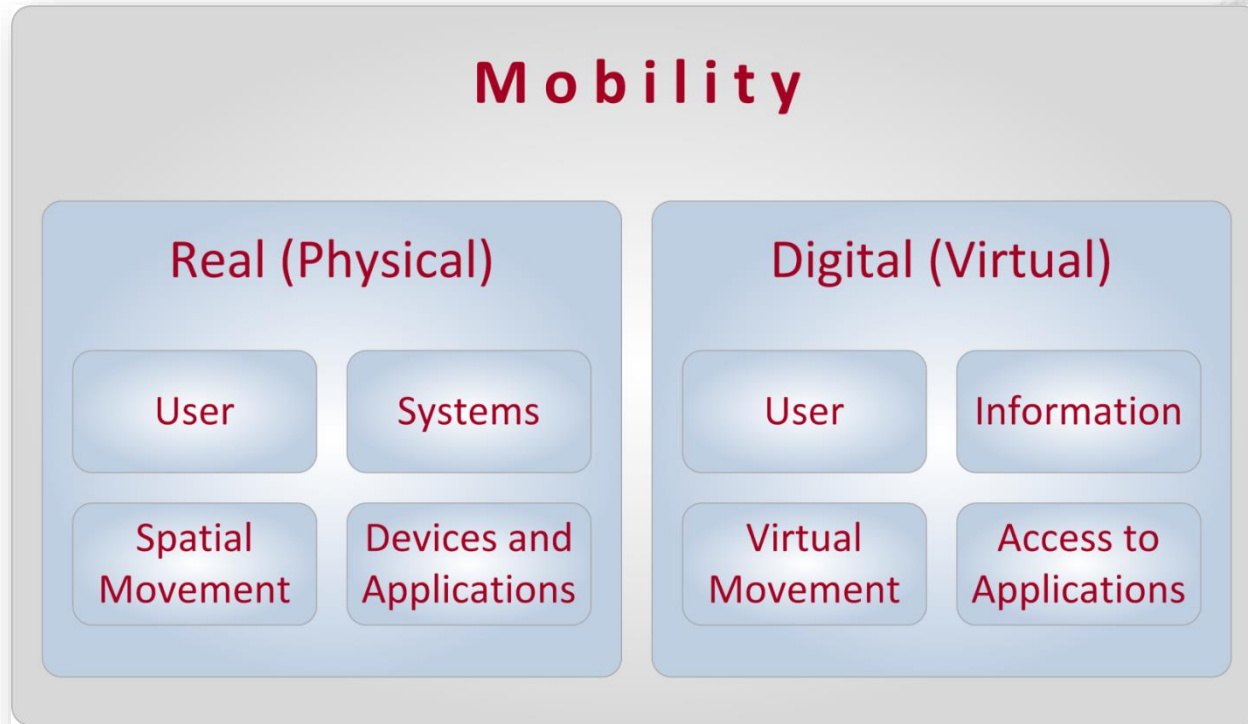 Mobility
Real (Physical)
User
Systems
Spatial
Movement
Devices and
Applications
Digital (Virtual)
User
Information
Virtual
Movement
Access to
Applications